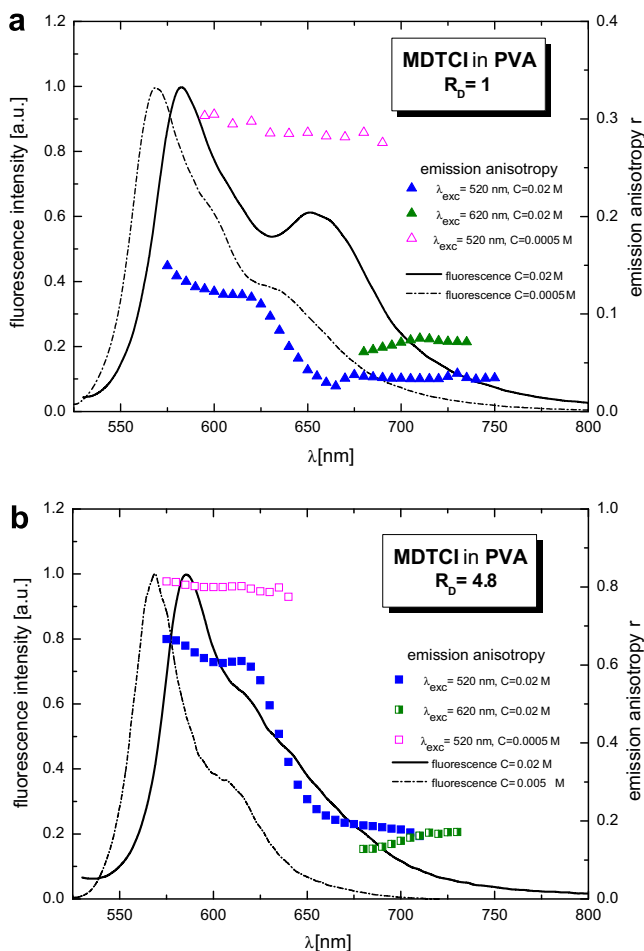 a
MDTCI in PVA
R_D = 1
emission anisotropy
λ_exc = 520 nm, C=0.02 M
λ_exc = 620 nm, C=0.02 M
λ_exc = 520 nm, C=0.0005 M
fluorescence C=0.02 M
fluorescence C=0.0005 M
fluorescence intensity [a.u.]
1.2
1.0
0.8
0.6
0.4
0.2
0.0
emission anisotropy r
0.4
0.3
0.2
0.1
0.0
550 600 650 700 750 800
λ[nm]
b
MDTCI in PVA
R_D = 4.8
emission anisotropy
λ_exc = 520 nm, C=0.02 M
λ_exc = 620 nm, C=0.02 M
λ_exc = 520 nm, C=0.0005 M
fluorescence C=0.02 M
fluorescence C=0.005 M
fluorescence intensity [a.u.]
1.2
1.0
0.8
0.6
0.4
0.2
0.0
emission anisotropy r
1.0
0.8
0.6
0.4
0.2
0.0
550 600 650 700 750 800
λ[nm]